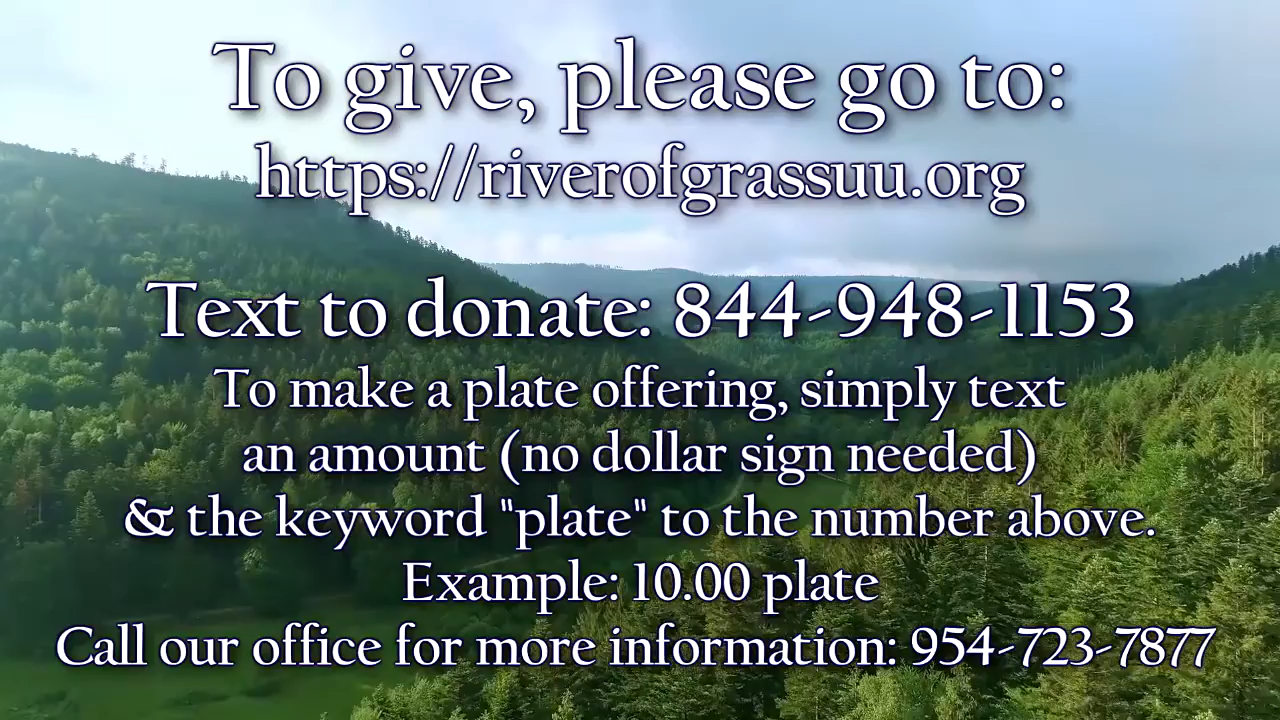 To give, please go to:
https://riverofgrassuu.org
Text to donate: 844-948-1153
To make a plate offering, simply text
an amount (no dollar sign needed)
& the keyword "plate" to the number above.
Example: 10.00 plate
Call our office for more information: 954-723-7877